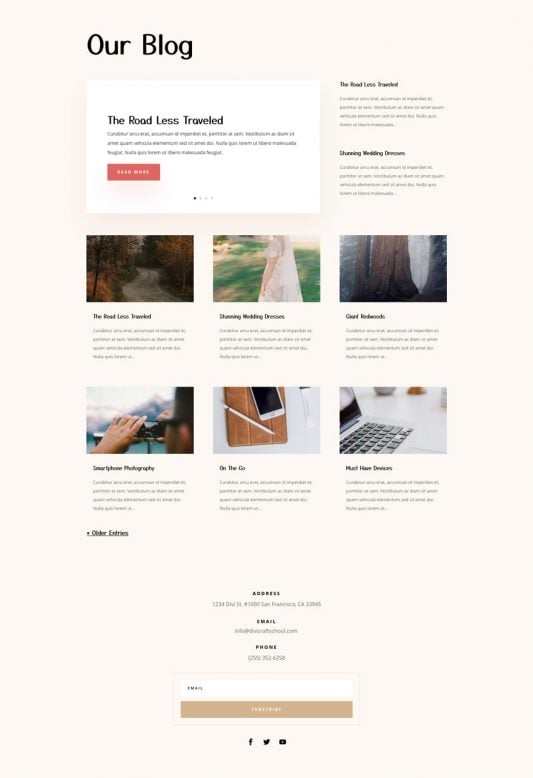 Our Blog
The Road Less Traveled
Curabitur arcu erat, accumsan id imperdiet et, porttitor at sem. Vestibulum ac diam sit
amet quam vehicula elementum sed sit amet dui. Nulla quis lorem ut libero malesuada
feugiat. Nulla quis lorem ut libero malesuada feugiat.
READ MORE
The Road Less Traveled
Curabitur arcu erat, accumsan id imperdiet et,
porttitor at sem. Vestibulum ac diam sit amet quam
vehicula elementum sed sit amet dui. Nulla quis
lorem ut libero malesuada...
Stunning Wedding Dresses
Curabitur arcu erat, accumsan id imperdiet et,
porttitor at sem. Vestibulum ac diam sit amet quam
vehicula elementum sed sit amet dui. Nulla quis
lorem ut libero malesuada...
The Road Less Traveled
Curabitur arcu erat, accumsan id imperdiet et,
porttitor at sem. Vestibulum ac diam sit amet
quam vehicula elementum sed sit amet dui.
Nulla quis lorem ut...
Stunning Wedding Dresses
Curabitur arcu erat, accumsan id imperdiet et,
porttitor at sem. Vestibulum ac diam sit amet
quam vehicula elementum sed sit amet dui.
Nulla quis lorem ut...
Giant Redwoods
Curabitur arcu erat, accumsan id imperdiet et,
porttitor at sem. Vestibulum ac diam sit amet
quam vehicula elementum sed sit amet dui.
Nulla quis lorem ut...
Smartphone Photography
Curabitur arcu erat, accumsan id imperdiet et,
porttitor at sem. Vestibulum ac diam sit amet
quam vehicula elementum sed sit amet dui.
Nulla quis lorem ut...
On The Go
Curabitur arcu erat, accumsan id imperdiet et,
porttitor at sem. Vestibulum ac diam sit amet
quam vehicula elementum sed sit amet dui.
Nulla quis lorem ut...
Must Have Devices
Curabitur arcu erat, accumsan id imperdiet et,
porttitor at sem. Vestibulum ac diam sit amet
quam vehicula elementum sed sit amet dui.
Nulla quis lorem ut...
« Older Entries
ADDRESS
1234 Divi St. #1000 San Francisco, CA 33945
EMAIL
info@divicraftschool.com
PHONE
(255) 352-6258
EMAIL
SUBSCRIBE